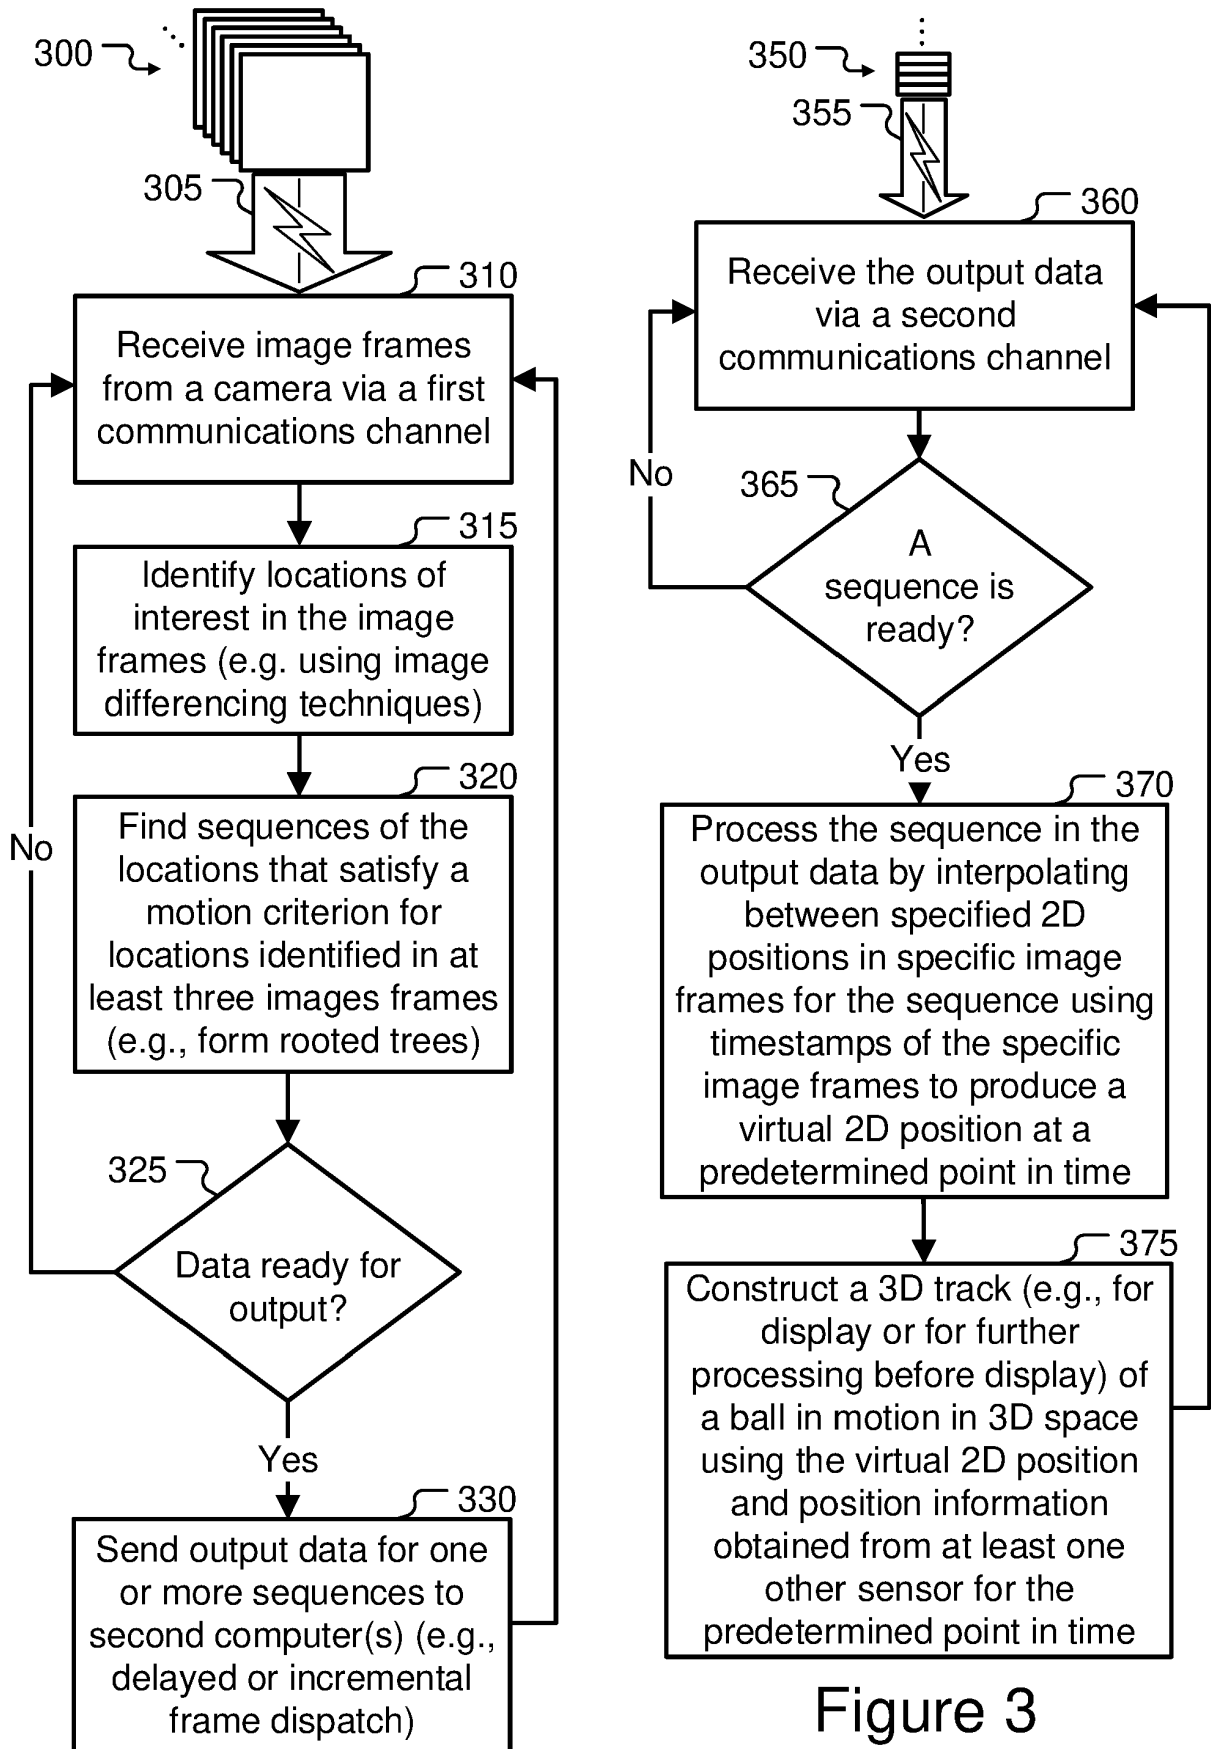 300
305
310
Receive image frames
from a camera via a first
communications channel
315
Identify locations of
interest in the image
frames (e.g. using image
differencing techniques)
320
Find sequences of the
locations that satisfy a
motion criterion for
locations identified in at
least three images frames
(e.g., form rooted trees)
No
325
Data ready for
output?
Yes
330
Send output data for one
or more sequences to
second computer(s) (e.g.,
delayed or incremental
frame dispatch)
350
355
360
Receive the output data
via a second
communications channel
No
365
A
sequence is
ready?
Yes
370
Process the sequence in the
output data by interpolating
between specified 2D
positions in specific image
frames for the sequence using
timestamps of the specific
image frames to produce a
virtual 2D position at a
predetermined point in time
375
Construct a 3D track (e.g., for
display or for further
processing before display) of
a ball in motion in 3D space
using the virtual 2D position
and position information
obtained from at least one
other sensor for the
predetermined point in time
Figure 3